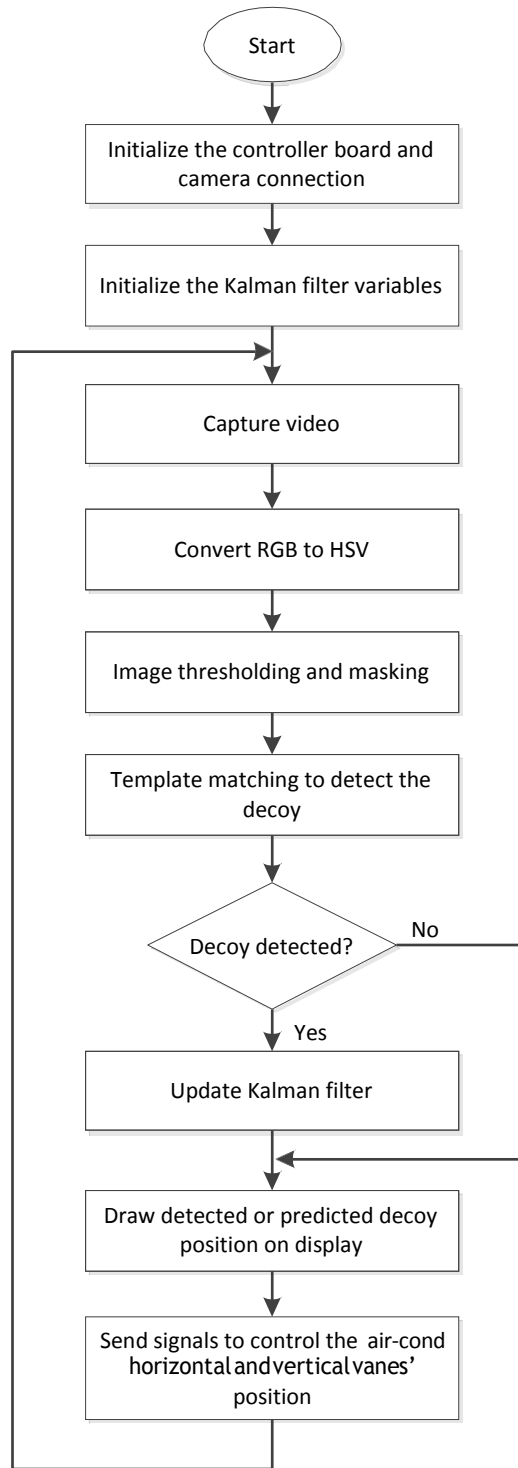 Start
Initialize the controller board and
camera connection
Initialize the Kalman filter variables
Capture video
Convert RGB to HSV
Image thresholding and masking
Template matching to detect the
decoy
Decoy detected?
No
Yes
Update Kalman filter
Draw detected or predicted decoy
position on display
Send signals to control the air-cond
horizontal and vertical vanes’
position